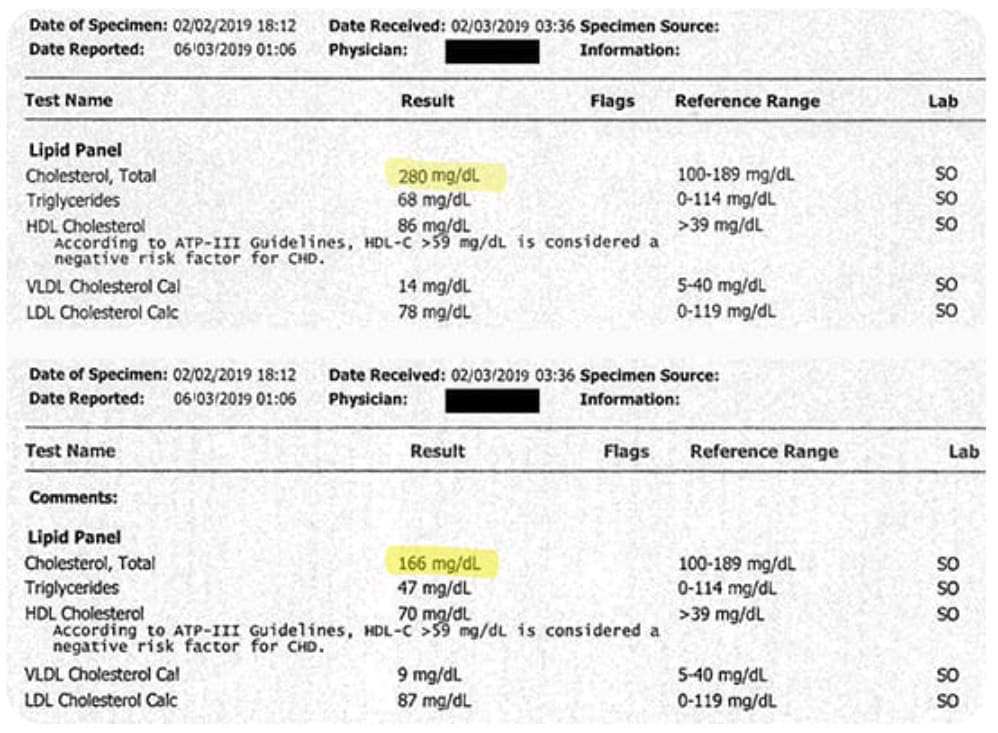 Date of Specimen: 02/02/2019 18:12 Date Received: 02/03/2019 03:36 Specimen Source:
Date Reported: 06'03/2019 01:06 Physician: Information:
Test Name Result Flags Reference Range Lab
Lipid Panel
Cholesterol, Total 280 mg/dL 100-189 mg/dL SO
Triglycerides 68 mg/dL 0-114 mg/dL SO
HDL Cholesterol 86 mg/dL >39 mg/dL SO
According to ATP-III Guidelines, HDL-C >59 mg/dL is considered a
negative risk factor for CHD.
VLDL Cholesterol Cal 14 mg/dL 5-40 mg/dL SO
LDL Cholesterol Calc 78 mg/dL 0-119 mg/dL SO
Date of Specimen: 02/02/2019 18:12 Date Received: 02/03/2019 03:36 Specimen Source:
Date Reported: 06'03/2019 01:06 Physician: Information:
Test Name Result Flags Reference Range Lab
Comments:
Lipid Panel
Cholesterol, Total 166 mg/dL 100-189 mg/dL SO
Triglycerides 47 mg/dL 0-114 mg/dL SO
HDL Cholesterol 70 mg/dL >39 mg/dL SO
According to ATP-III Guidelines, HDL-C >59 mg/dL is considered a
negative risk factor for CHD.
VLDL Cholesterol Cal 9 mg/dL 5-40 mg/dL SO
LDL Cholesterol Calc 87 mg/dL 0-119 mg/dL SO